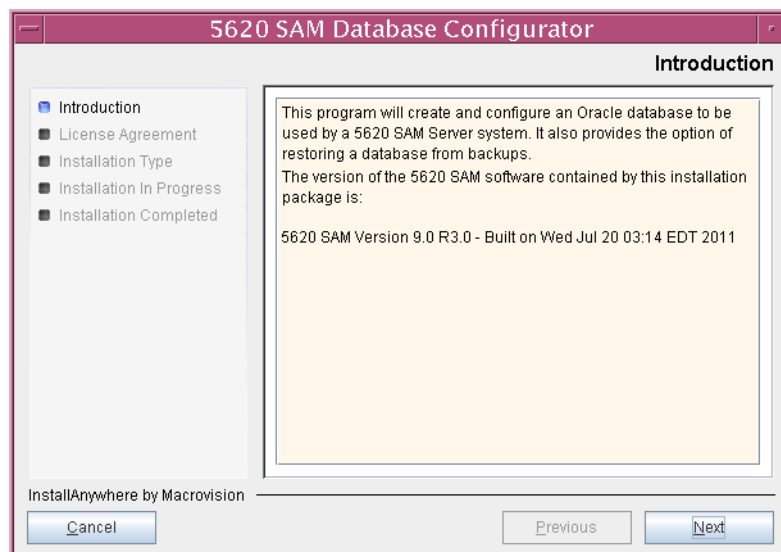 5620 SAM Database Configurator
Introduction
Introduction
License Agreement
Installation Type
Installation In Progress
Installation Completed
This program will create and configure an Oracle database to be
used by a 5620 SAM Server system. It also provides the option of
restoring a database from backups.
The version of the 5620 SAM software contained by this installation
package is:
5620 SAM Version 9.0 R3.0 - Built on Wed Jul 20 03:14 EDT 2011
InstallAnywhere by Macrovision
Cancel
Previous
Next